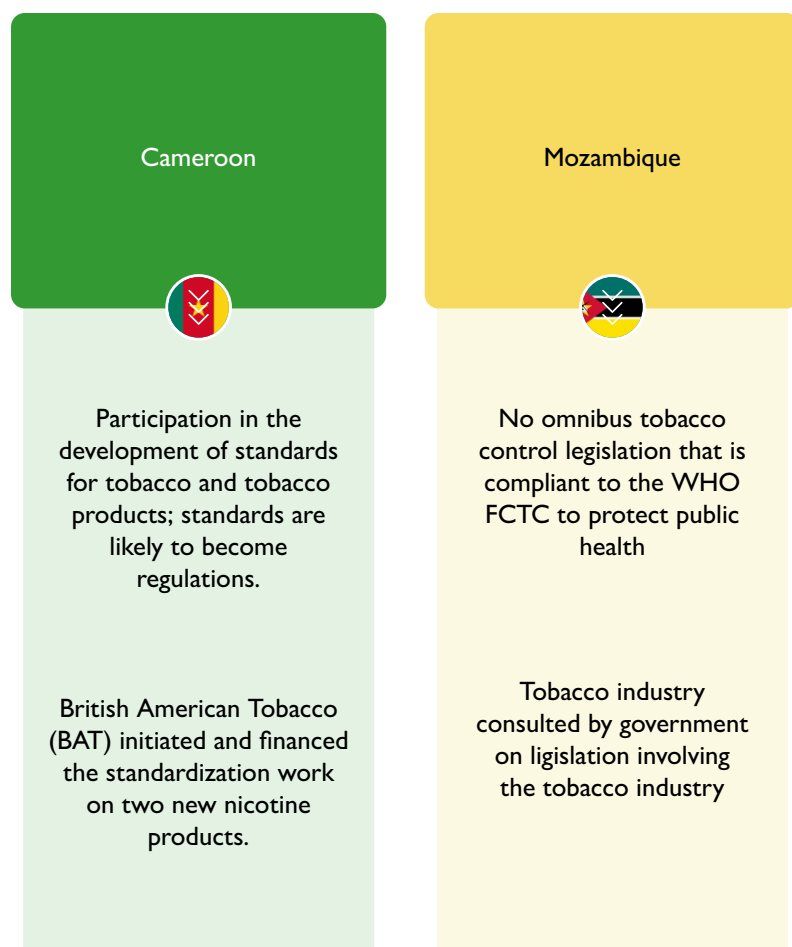 Cameroon
Participation in the
development of standards
for tobacco and tobacco
products; standards are
likely to become
regulations.
British American Tobacco
(BAT) initiated and financed
the standardization work
on two new nicotine
products.
Mozambique
No omnibus tobacco
control legislation that is
compliant to the WHO
FCTC to protect public
health
Tobacco industry
consulted by government
on ligislation involving
the tobacco industry